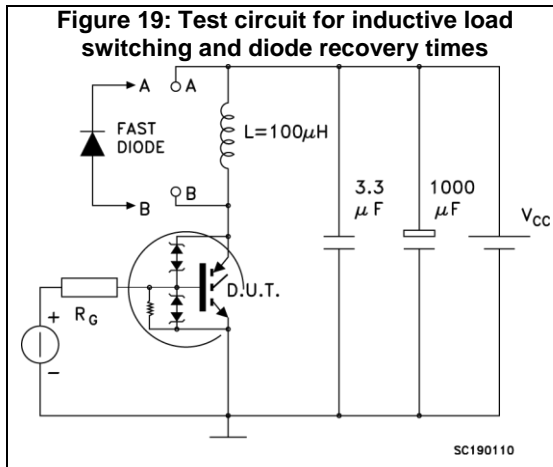 Figure 19: Test circuit for inductive load
switching and diode recovery times
A
A
FAST
DIODE
L=100μH
B
B
3.3
μF
1000
μF
VCC
D.U.T.
RG
+
-
SC190110